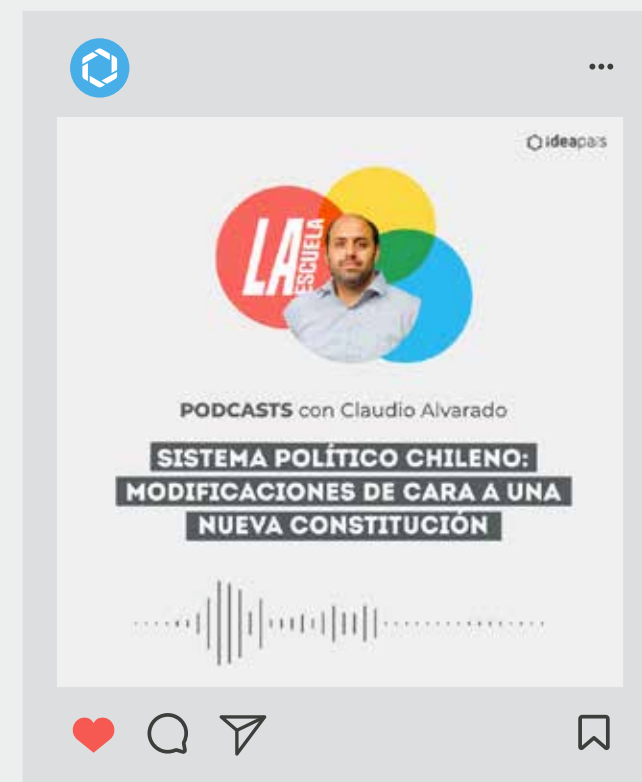 ideapaís
LA
ESCUELA
PODCASTS con Claudio Alvarado
SISTEMA POLÍTICO CHILENO:
MODIFICACIONES DE CARA A UNA
NUEVA CONSTITUCIÓN